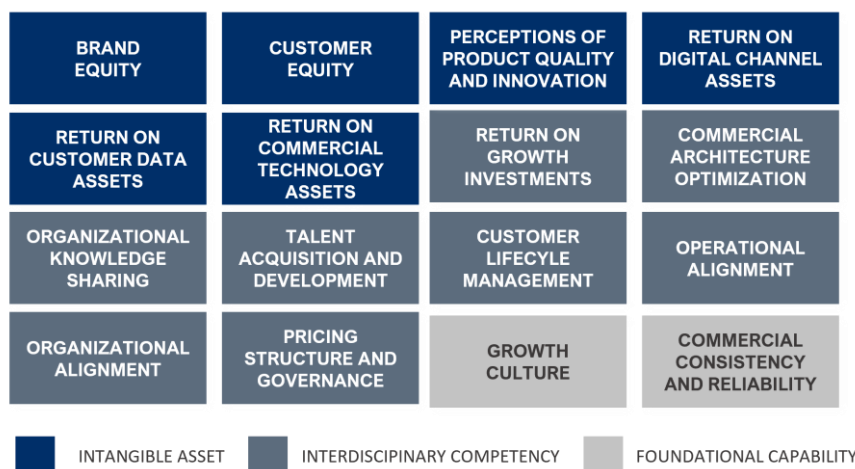 BRAND
EQUITY
CUSTOMER
EQUITY
PERCEPTIONS OF
PRODUCT QUALITY
AND INNOVATION
RETURN ON
DIGITAL CHANNEL
ASSETS
RETURN ON
CUSTOMER DATA
ASSETS
RETURN ON
COMMERCIAL
TECHNOLOGY
ASSETS
RETURN ON
GROWTH
INVESTMENTS
COMMERCIAL
ARCHITECTURE
OPTIMIZATION
ORGANIZATIONAL
KNOWLEDGE
SHARING
TALENT
ACQUISITION AND
DEVELOPMENT
CUSTOMER
LIFECYLE
MANAGEMENT
OPERATIONAL
ALIGNMENT
ORGANIZATIONAL
ALIGNMENT
PRICING
STRUCTURE AND
GOVERNANCE
GROWTH
CULTURE
COMMERCIAL
CONSISTENCY
AND RELIABILITY
INTANGIBLE ASSET
INTERDISCIPINARY COMPETENCY
FOUNDATIONAL CAPABILITY